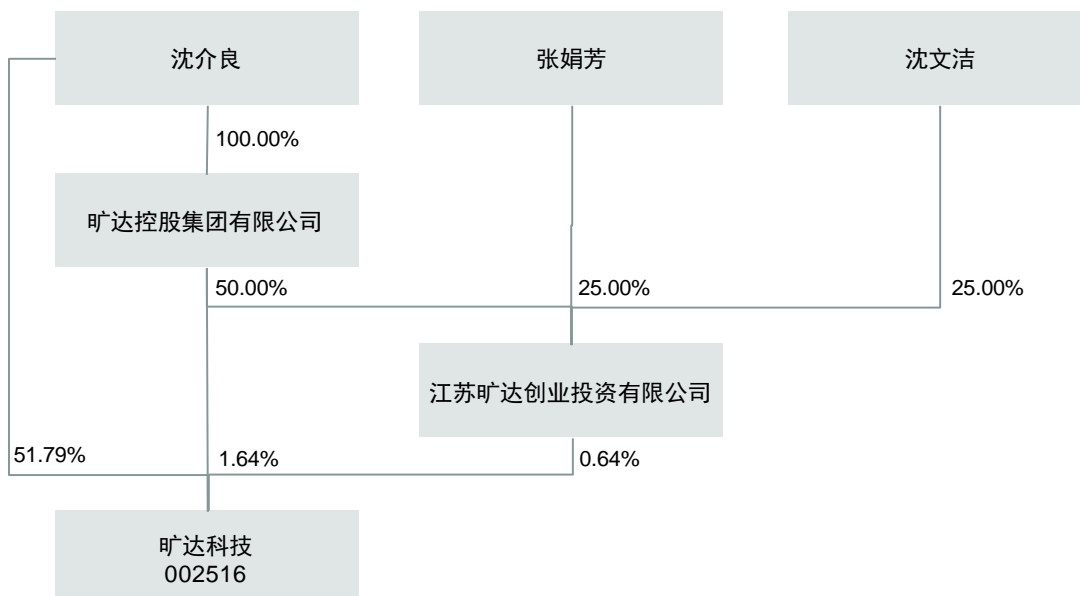 沈介良
张娟芳
沈文洁
100.00%
旷达控股集团有限公司
50.00%
25.00%
25.00%
江苏旷达创业投资有限公司
51.79%
1.64%
0.64%
旷达科技
002516